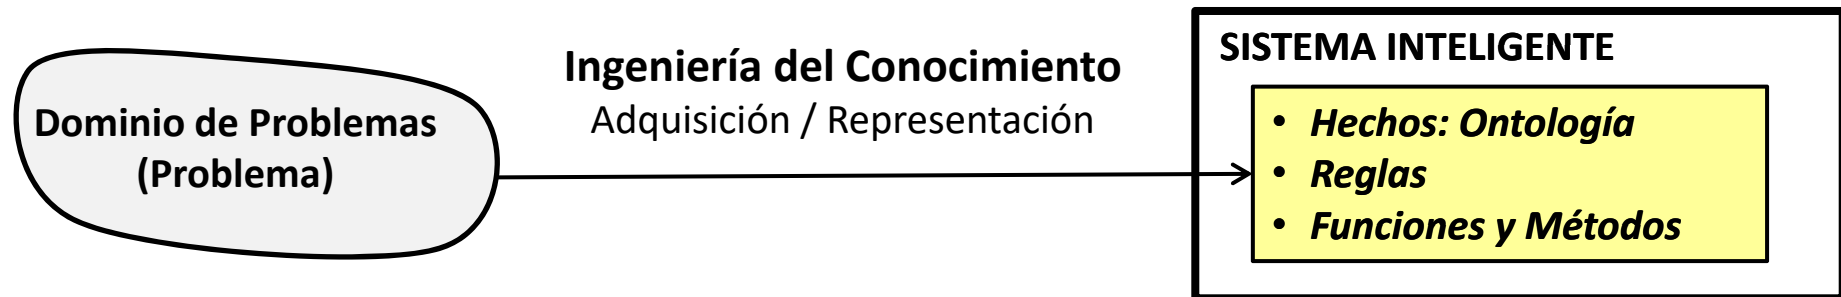 Dominio de Problemas
(Problema)
Ingeniería del Conocimiento
Adquisición / Representación
SISTEMA INTELIGENTE
• Hechos: Ontología
• Reglas
• Funciones y Métodos